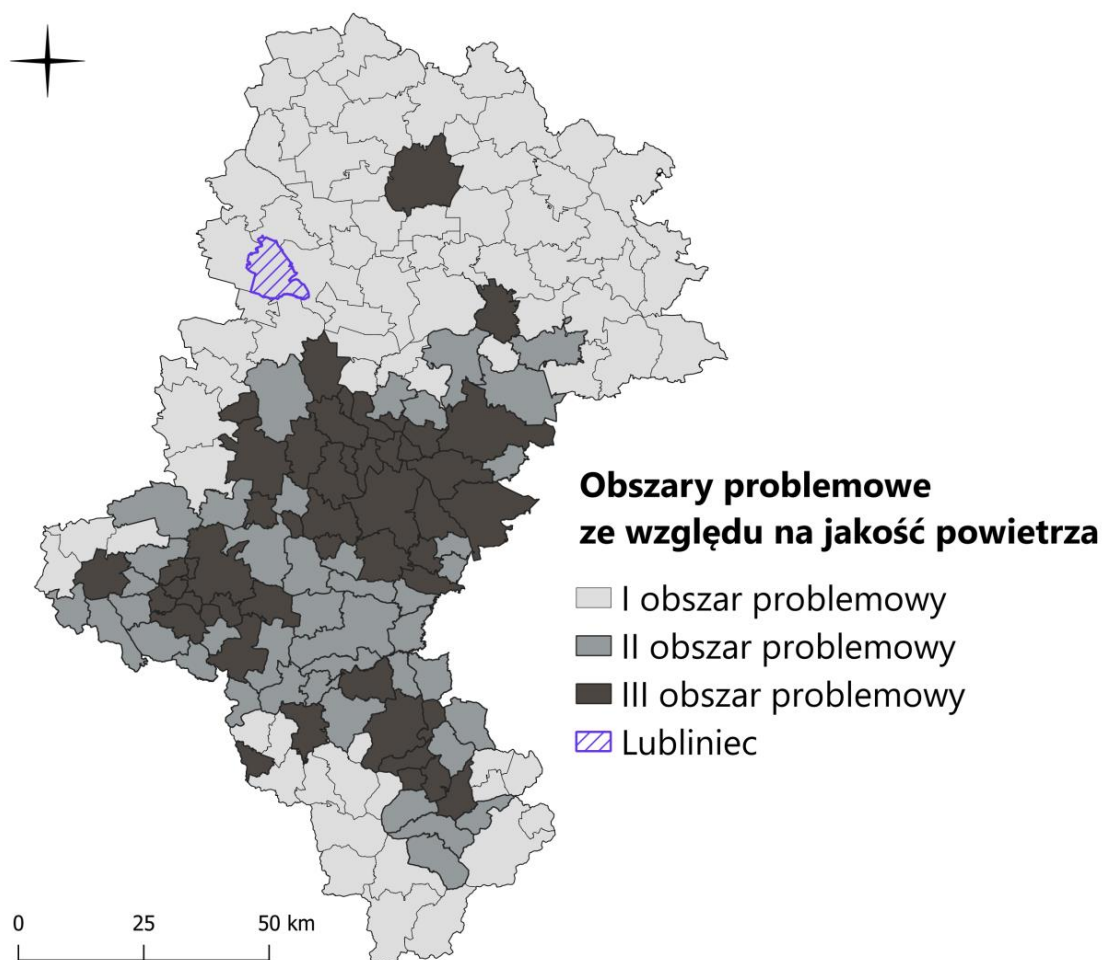 Obszary problemowe
ze względu na jakość powietrza
I obszar problemowy
II obszar problemowy
III obszar problemowy
Lubliniec
0 25 50 km